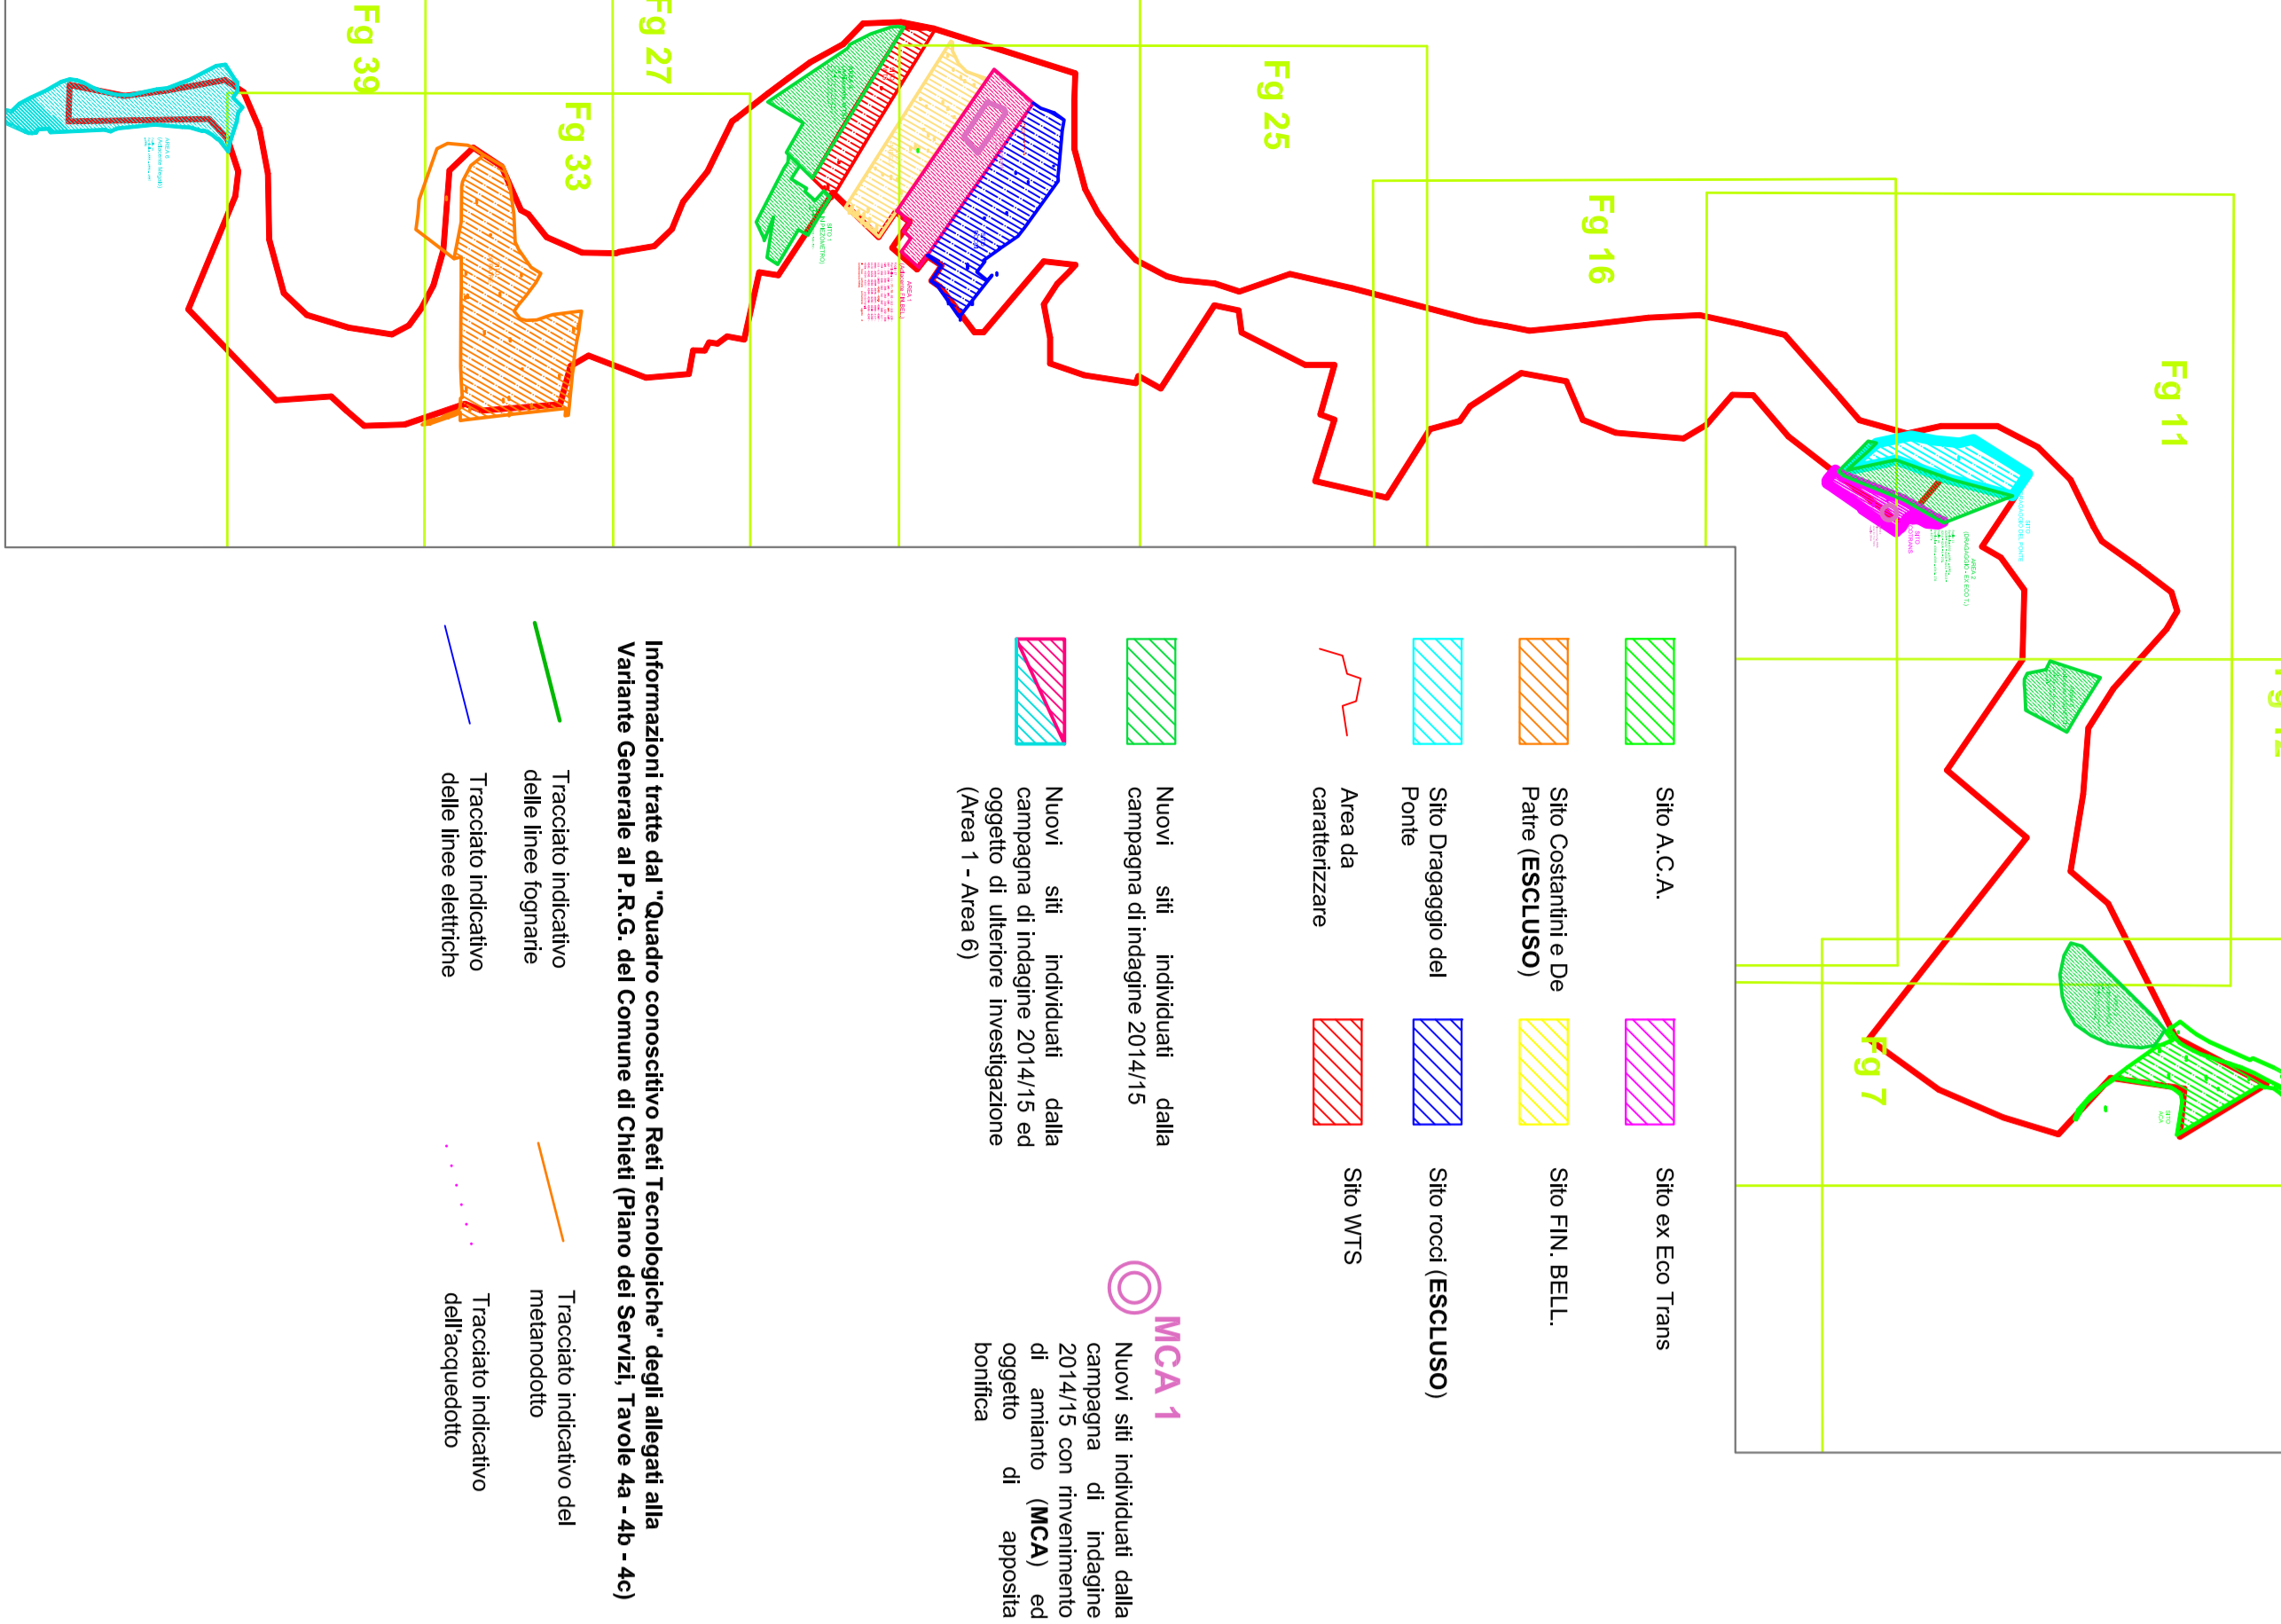 Fg 39
Fg 27
Fg 33
Fg 25
Fg 16
Fg 11
Fg 7
Sito A.C.A.
Sito ex Eco Trans
Sito Costantini e De
Patre (ESCLUSO)
Sito FIN. BELL.
Sito Dragaggio del
Ponte
Sito rocci (ESCLUSO)
Area da
caratterizzare
Sito WTS
Nuovi siti individuati dalla
campagna di indagine 2014/15
MCA 1
Nuovi siti individuati dalla
campagna di indagine
2014/15 con rinvenimento
di amianto (MCA) ed
oggetto di apposita
bonifica
Nuovi siti individuati dalla
campagna di indagine 2014/15 ed
oggetto di ulteriore investigazione
(Area 1 - Area 6)
Informazioni tratte dal "Quadro conoscitivo Reti Tecnologiche" degli allegati alla
Variante Generale al P.R.G. del Comune di Chieti (Piano dei Servizi, Tavole 4a - 4b - 4c)
Tracciato indicativo
delle linee fognarie
Tracciato indicativo del
metanodotto
Tracciato indicativo
delle linee elettriche
Tracciato indicativo
dell'acquedotto